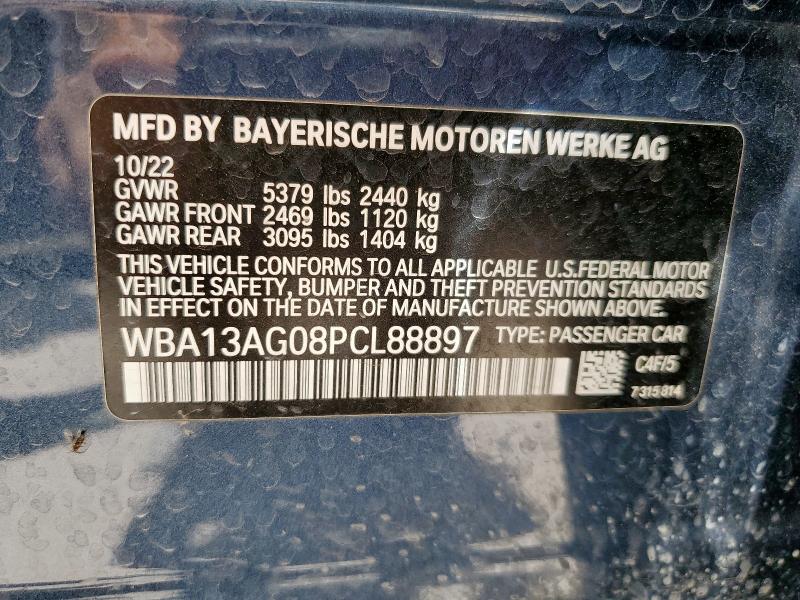 MFD BY BAYERISCHE MOTOREN WERKE AG
10/22
GVWR 5379 lbs 2440 kg
GAWR FRONT 2469 lbs 1120 kg
GAWR REAR 3095 lbs 1404 kg
THIS VEHICLE CONFORMS TO ALL APPLICABLE U.S.FEDERAL MOTOR
VEHICLE SAFETY, BUMPER AND THEFT PREVENTION STANDARDS
IN EFFECT ON THE DATE OF MANUFACTURE SHOWN ABOVE.
WBA13AG08PCL88897 TYPE: PASSENGER CAR
C4F/5
7315814